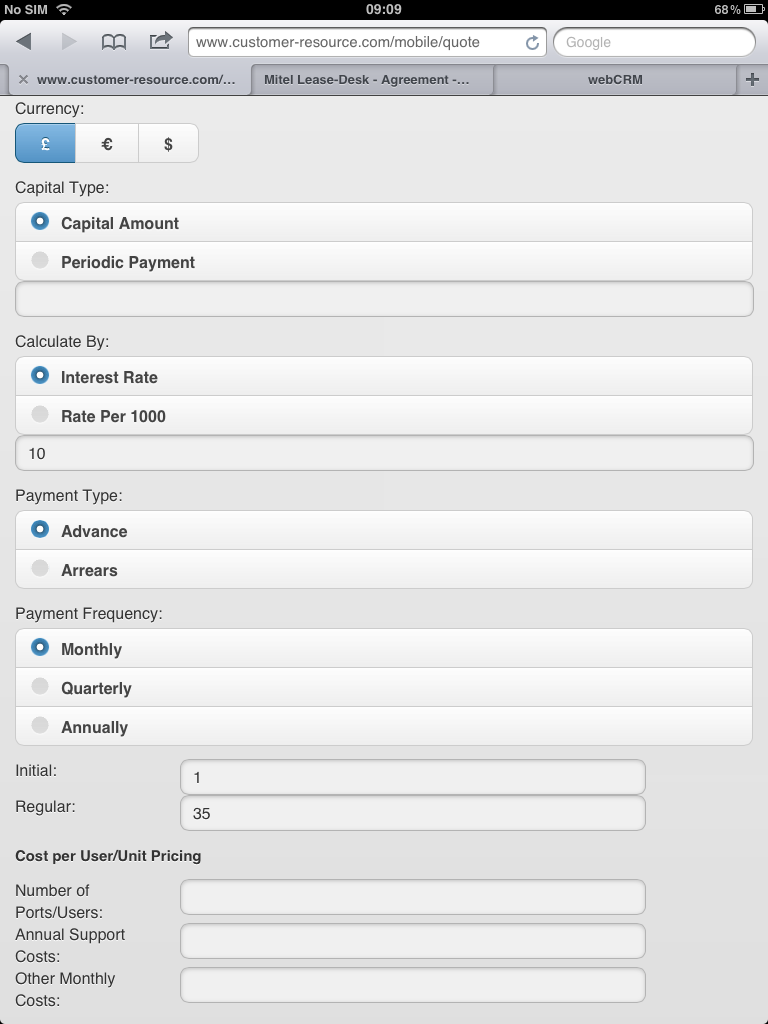 No SIM 09:09 68%
www.customer-resource.com/mobile/quote Google
www.customer-resource.com/... Mitel Lease-Desk - Agreement -... webCRM
Currency:
£ € $
Capital Type:
Capital Amount
Periodic Payment
Calculate By:
Interest Rate
Rate Per 1000
10
Payment Type:
Advance
Arrears
Payment Frequency:
Monthly
Quarterly
Annually
Initial: 1
Regular: 35
Cost per User/Unit Pricing
Number of
Ports/Users:
Annual Support
Costs:
Other Monthly
Costs: